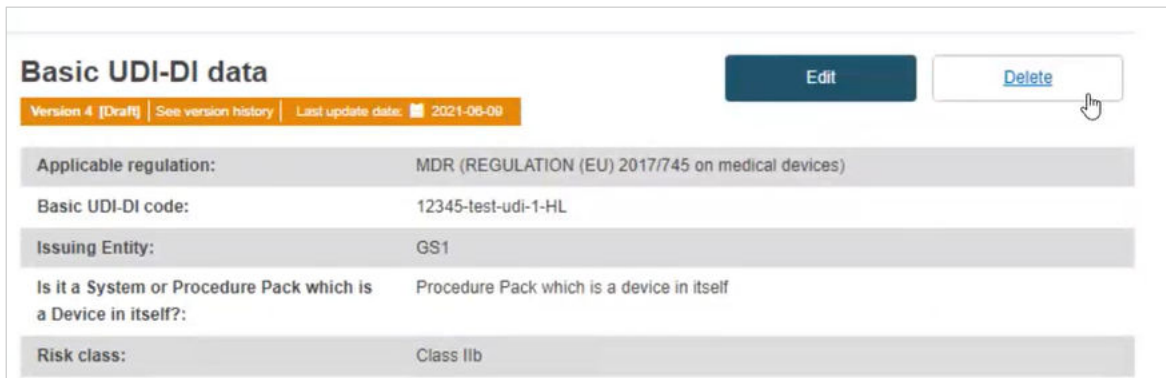 Basic UDI-DI data
Edit
Delete
Version 4 [Draft] See version history Last update date: 2021-06-09
Applicable regulation: MDR (REGULATION (EU) 2017/745 on medical devices)
Basic UDI-DI code: 12345-test-udi-1-HL
Issuing Entity: GS1
Is it a System or Procedure Pack which is Procedure Pack which is a device in itself
a Device in itself?:
Risk class: Class IIb